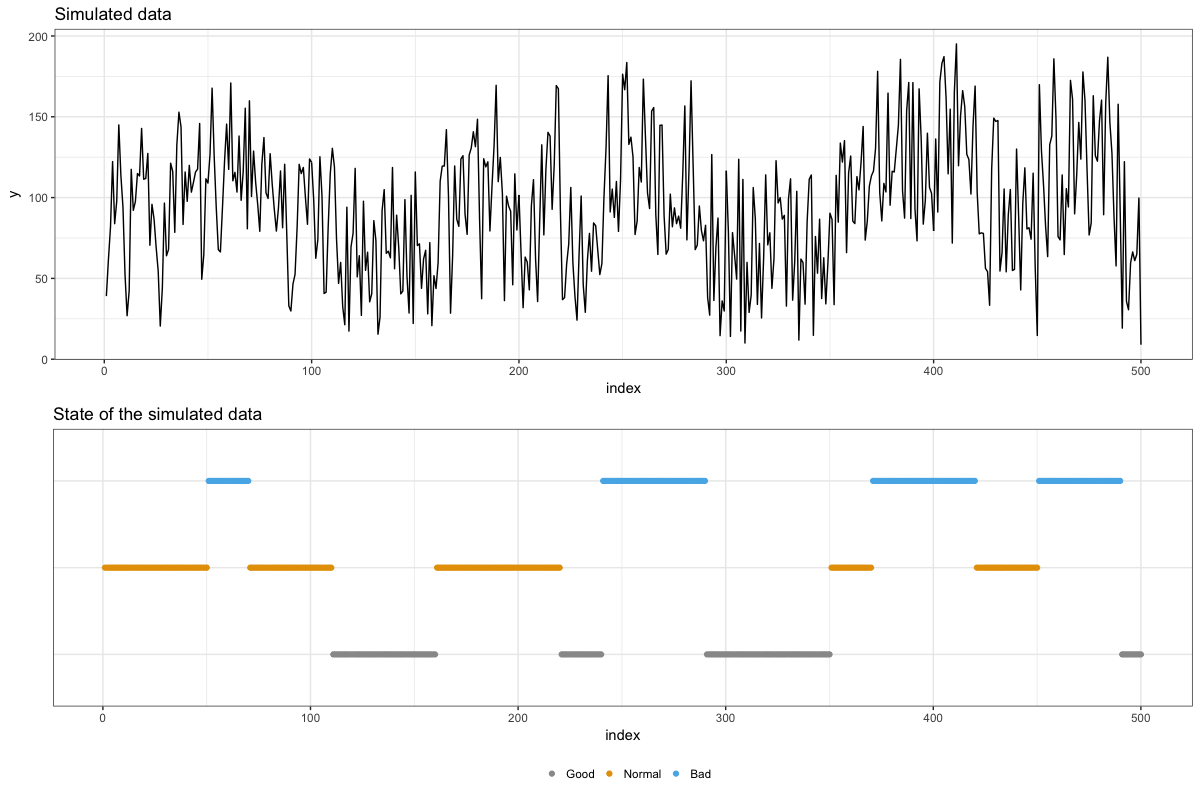 Simulated data
200
150
100
50
0
y
0 100 200 300 400 500
index
State of the simulated data
0 100 200 300 400 500
index
Good Normal Bad